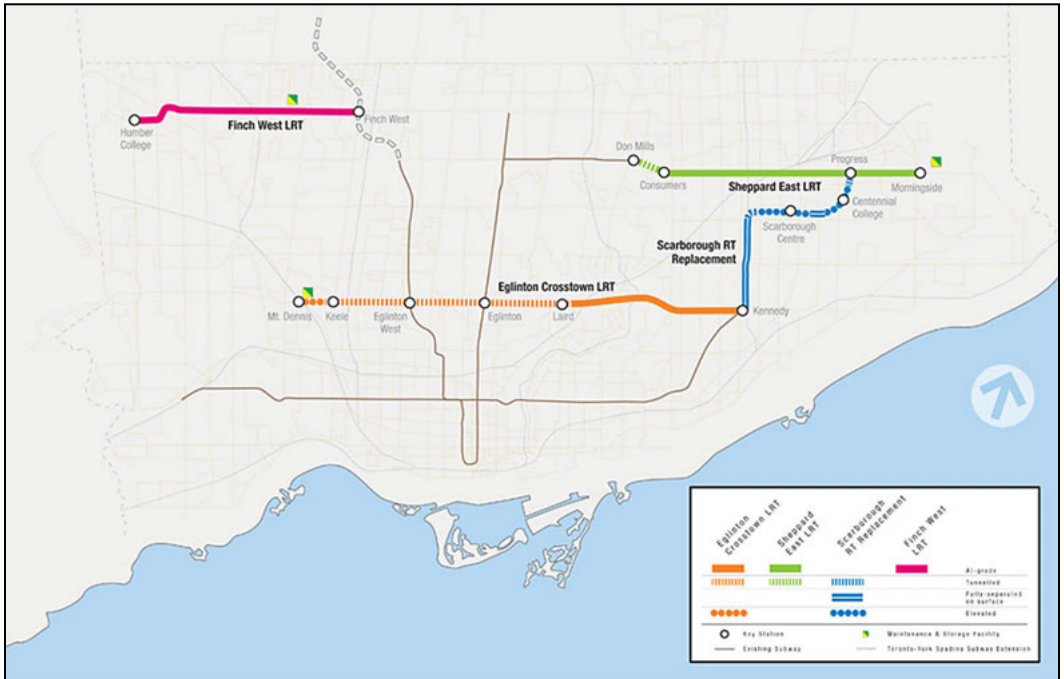 Finch West LRT
Finch West
Humber
College
Don Mills
Consumers
Progress
Sheppard East LRT
Morningside
Centennial
College
Scarborough
Centre
Scarborough RT
Replacement
Eglinton Crosstown LRT
Mt. Dennis
Keele
Eglinton
West
Eglinton
Laird
Kennedy
Eglinton
Crosstown LRT
Sheppard
East LRT
Scarborough
RT Replacement
Finch West
LRT
At-grade
Tunnelled
Fully-separated
on surface
Elevated
Key Station
Maintenance & Storage Facility
Existing Subway
Toronto-York Spadina Subway Extension